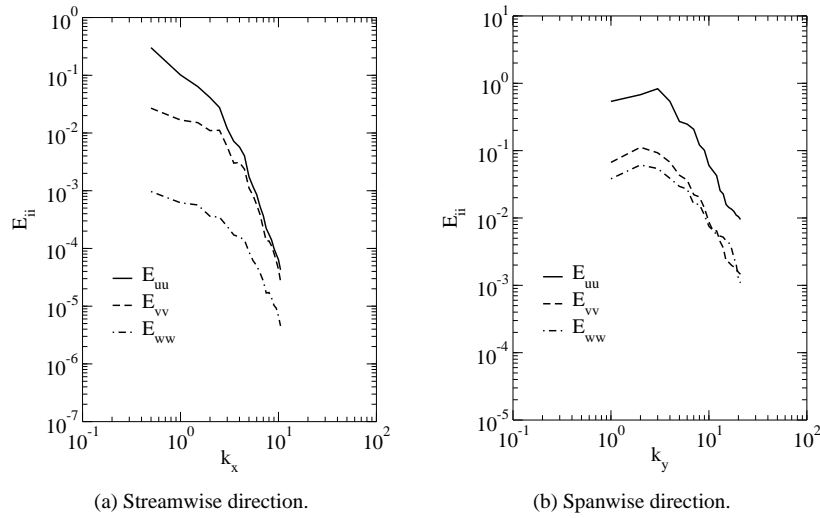 10^0
10^-1
10^-2
10^-3
10^-4
10^-5
10^-6
10^-7
E_ii
E_uu
E_vv
E_ww
10^-1 10^0 10^1 10^2
k_x
(a) Streamwise direction.
10^1
10^0
10^-1
10^-2
10^-3
10^-4
10^-5
E_ii
E_uu
E_vv
E_ww
10^-1 10^0 10^1 10^2
k_y
(b) Spanwise direction.